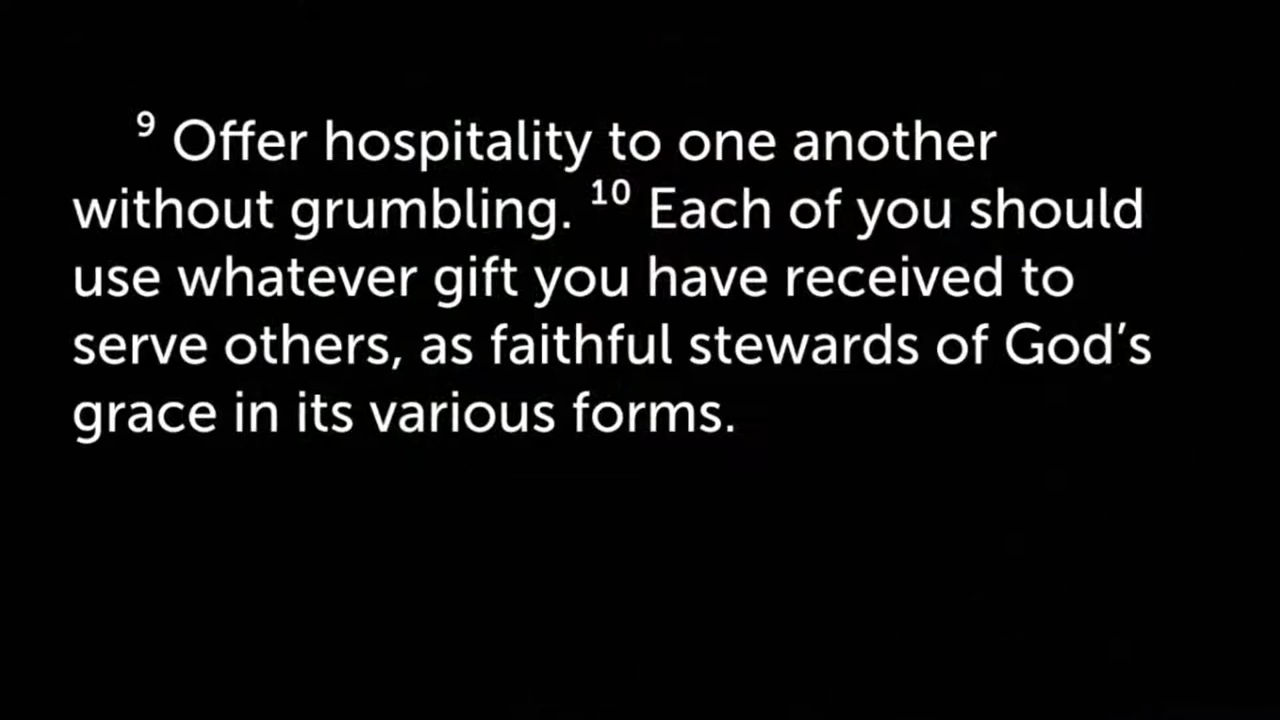 9 Offer hospitality to one another
without grumbling. 10 Each of you should
use whatever gift you have received to
serve others, as faithful stewards of God’s
grace in its various forms.